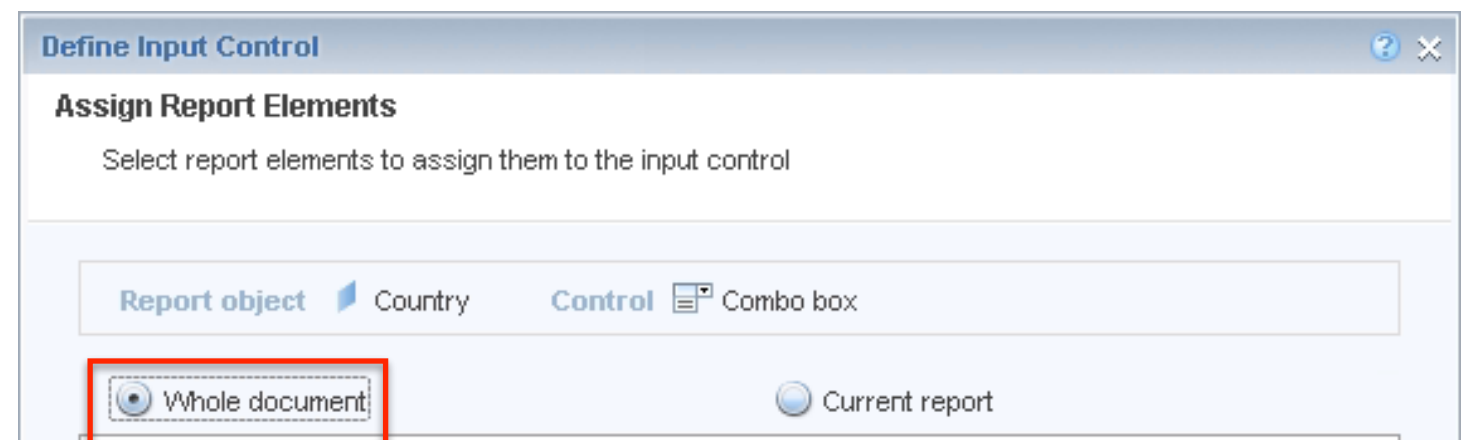 Define Input Control
Assign Report Elements
Select report elements to assign them to the input control
Report object Country Control Combo box
Whole document Current report